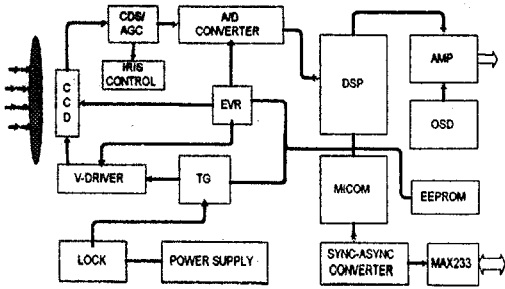 CDS/
AGC
A/D
CONVERTER
IRIS
CONTROL
DSP
AMP
CCD
EVR
OSD
V-DRIVER
TG
MICOM
EEPROM
LOCK
POWER SUPPLY
SYNC-ASYNC
CONVERTER
MAX233